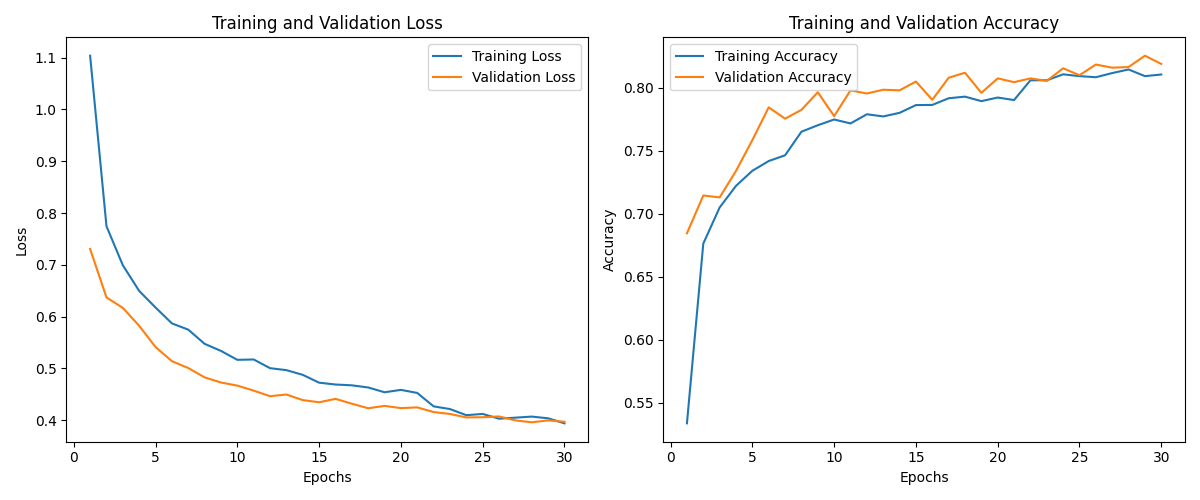 Training and Validation Loss
Training Loss
Validation Loss
1.1
1.0
0.9
0.8
0.7
0.6
0.5
0.4
Loss
0 5 10 15 20 25 30
Epochs
Training and Validation Accuracy
Training Accuracy
Validation Accuracy
0.80
0.75
0.70
0.65
0.60
0.55
Accuracy
0 5 10 15 20 25 30
Epochs